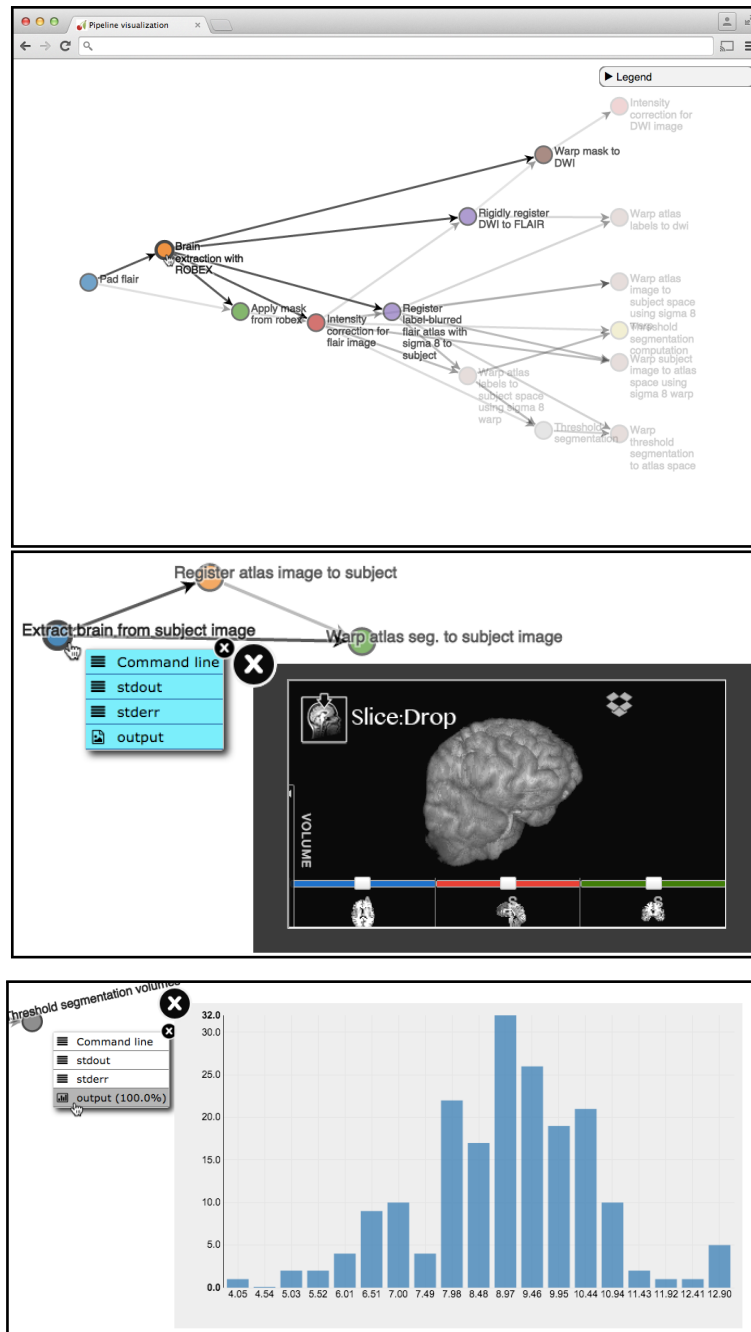 Pipeline visualization
Legend
Intensity
correction for
DWI image
Warp mask to
DWI
Rigidly register
DWI to FLAIR
Warp atlas
labels to dwi
Brain
extraction with
ROBEX
Pad flair
Warp atlas
image to
subject space
using sigma 8
warp
Apply mask
from robex
Intensity
correction for
flair image
Register
label-blurred
flair atlas with
sigma 8 to
subject
Threshold
segmentation
computation
Warp subject
image to atlas
space using
sigma 8 warp
Warp atlas
labels to
subject space
using sigma 8
warp
Threshold
segmentation
Warp
threshold
segmentation
to atlas space
Register atlas image to subject
Extract brain from subject image
Warp atlas seg. to subject image
Command line
stdout
stderr
output
Slice:Drop
VOLUME
A
S
S
Threshold segmentation volumes
Command line
stdout
stderr
output (100.0%)
32.0
30.0
25.0
20.0
15.0
10.0
5.0
0.0
4.05 4.54 5.03 5.52 6.01 6.51 7.00 7.49 7.98 8.48 8.97 9.46 9.95 10.44 10.94 11.43 11.92 12.41 12.90